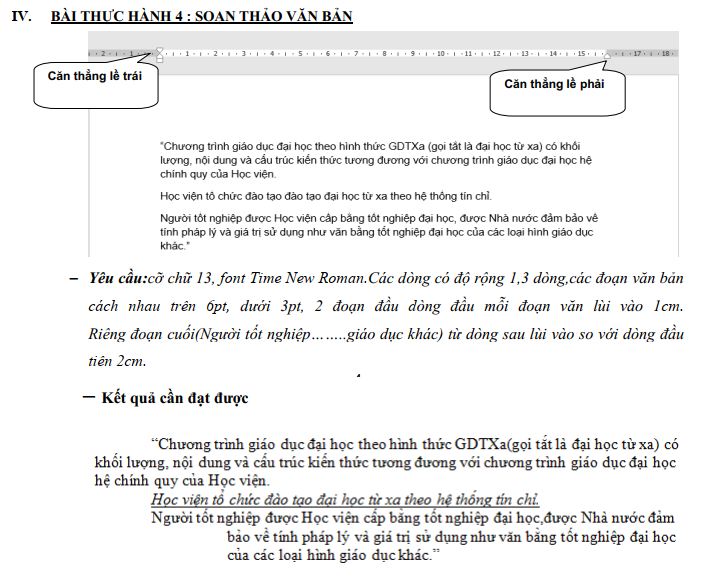 IV. BÀI THỰC HÀNH 4 : SOẠN THẢO VĂN BẢN
2 1 1 2 3 4 5 6 7 8 9 10 11 12 13 14 15 17 18
Căn thẳng lề trái
Căn thẳng lề phải
"Chương trình giáo dục đại học theo hình thức GDTXa (gọi tắt là đại học từ xa) có khối
lượng, nội dung và cấu trúc kiến thức tương đương với chương trình giáo dục đại học hệ
chính quy của Học viện.
Học viện tổ chức đào tạo đào tạo đại học từ xa theo hệ thống tín chỉ.
Người tốt nghiệp được Học viện cấp bằng tốt nghiệp đại học, được Nhà nước đảm bảo về
tính pháp lý và giá trị sử dụng như văn bằng tốt nghiệp đại học của các loại hình giáo dục
khác."
– Yêu cầu:cỡ chữ 13, font Time New Roman.Các dòng có độ rộng 1,3 dòng,các đoạn văn bản
cách nhau trên 6pt, dưới 3pt, 2 đoạn đầu dòng đầu mỗi đoạn văn lùi vào 1cm.
Riêng đoạn cuối(Người tốt nghiệp……..giáo dục khác) từ dòng sau lùi vào so với dòng đầu
tiên 2cm.
– Kết quả cần đạt được
“Chương trình giáo dục đại học theo hình thức GDTXa(gọi tắt là đại học từ xa) có
khối lượng, nội dung và cấu trúc kiến thức tương đương với chương trình giáo dục đại học
hệ chính quy của Học viện.
Học viện tổ chức đào tạo đại học từ xa theo hệ thống tín chỉ.
Người tốt nghiệp được Học viện cấp bằng tốt nghiệp đại học,được Nhà nước đảm
bảo về tính pháp lý và giá trị sử dụng như văn bằng tốt nghiệp đại học
của các loại hình giáo dục khác.”